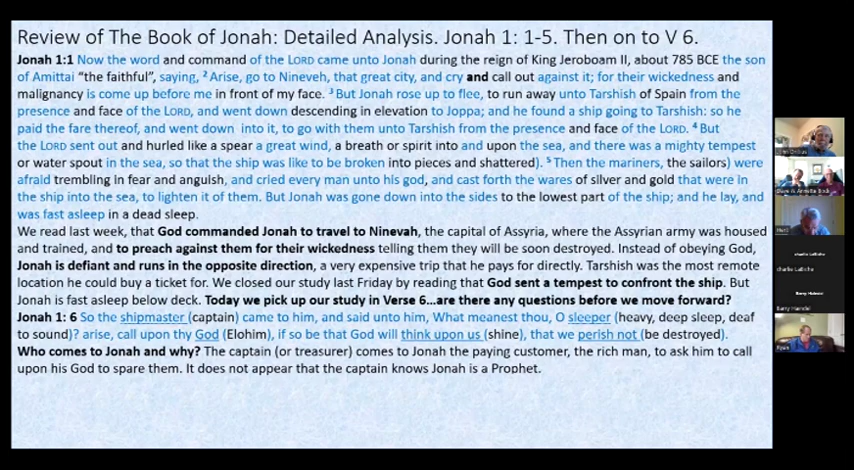 Review of The Book of Jonah: Detailed Analysis. Jonah 1: 1-5. Then on to V 6.
Jonah 1:1 Now the word and command of the LORD came unto Jonah during the reign of King Jeroboam II, about 785 BCE the son
of Amittai “the faithful”, saying, 2 Arise, go to Nineveh, that great city, and cry and call out against it; for their wickedness and
malignancy is come up before me in front of my face. 3 But Jonah rose up to flee, to run away unto Tarshish of Spain from the
presence and face of the LORD, and went down descending in elevation to Joppa; and he found a ship going to Tarshish: so he
paid the fare thereof, and went down into it, to go with them unto Tarshish from the presence and face of the LORD. 4 But
the LORD sent out and hurled like a spear a great wind, a breath or spirit into and upon the sea, and there was a mighty tempest
or water spout in the sea, so that the ship was like to be broken into pieces and shattered). 5 Then the mariners, the sailors) were
afraid trembling in fear and anguish, and cried every man unto his god, and cast forth the wares of silver and gold that were in
the ship into the sea, to lighten it of them. But Jonah was gone down into the sides to the lowest part of the ship; and he lay, and
was fast asleep in a dead sleep.
We read last week, that God commanded Jonah to travel to Ninevah, the capital of Assyria, where the Assyrian army was housed
and trained, and to preach against them for their wickedness telling them they will be soon destroyed. Instead of obeying God,
Jonah is defiant and runs in the opposite direction, a very expensive trip that he pays for directly. Tarshish was the most remote
location he could buy a ticket for. We closed our study last Friday by reading that God sent a tempest to confront the ship. But
Jonah is fast asleep below deck. Today we pick up our study in Verse 6...are there any questions before we move forward?
Jonah 1: 6 So the shipmaster (captain) came to him, and said unto him, What meanest thou, O sleeper (heavy, deep sleep, deaf
to sound)? arise, call upon thy God (Elohim), if so be that God will think upon us (shine), that we perish not (be destroyed).
Who comes to Jonah and why? The captain (or treasurer) comes to Jonah the paying customer, the rich man, to ask him to call
upon his God to spare them. It does not appear that the captain knows Jonah is a Prophet.
charlie LaBiche
charlie LaBiche
Barry Haindel
Barry Haindel